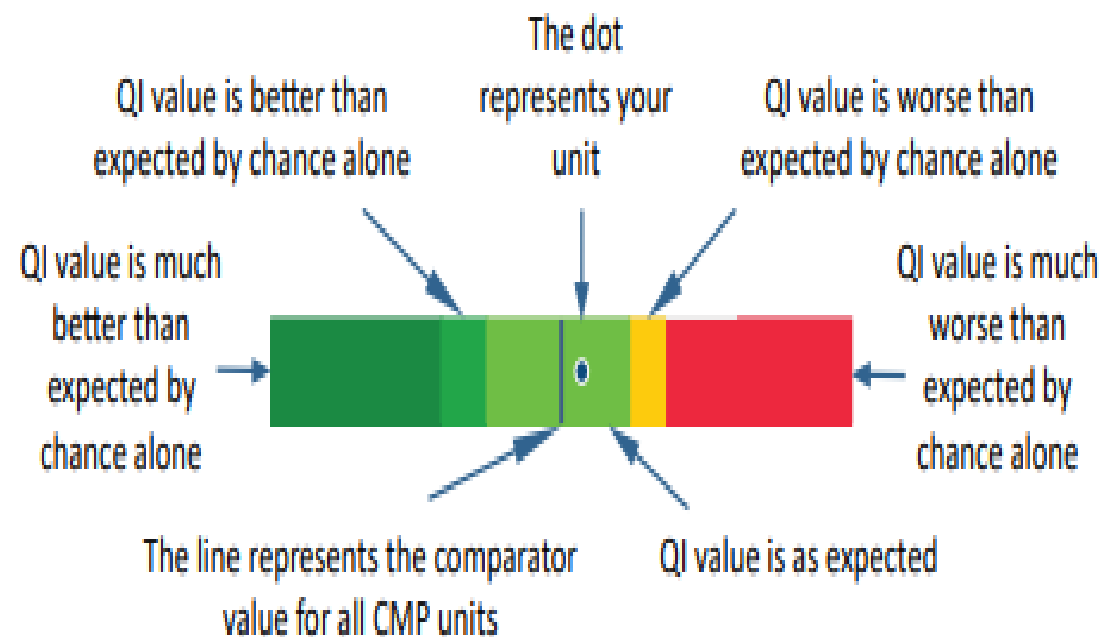 The dot
represents your
unit
QI value is better than
expected by chance alone
QI value is worse than
expected by chance alone
QI value is much
better than
expected by
chance alone
QI value is much
worse than
expected by
chance alone
The line represents the comparator
value for all CMP units
QI value is as expected